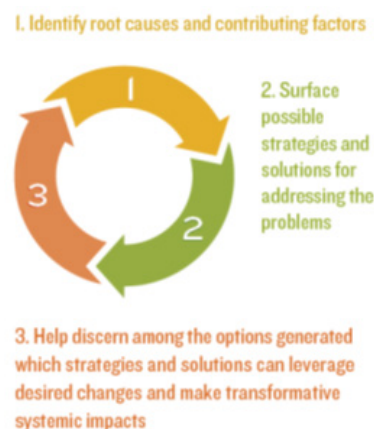 1. Identify root causes and contributing factors
1
2. Surface
possible
strategies and
solutions for
addressing the
problems
3
2
3. Help discern among the options generated
which strategies and solutions can leverage
desired changes and make transformative
systemic impacts